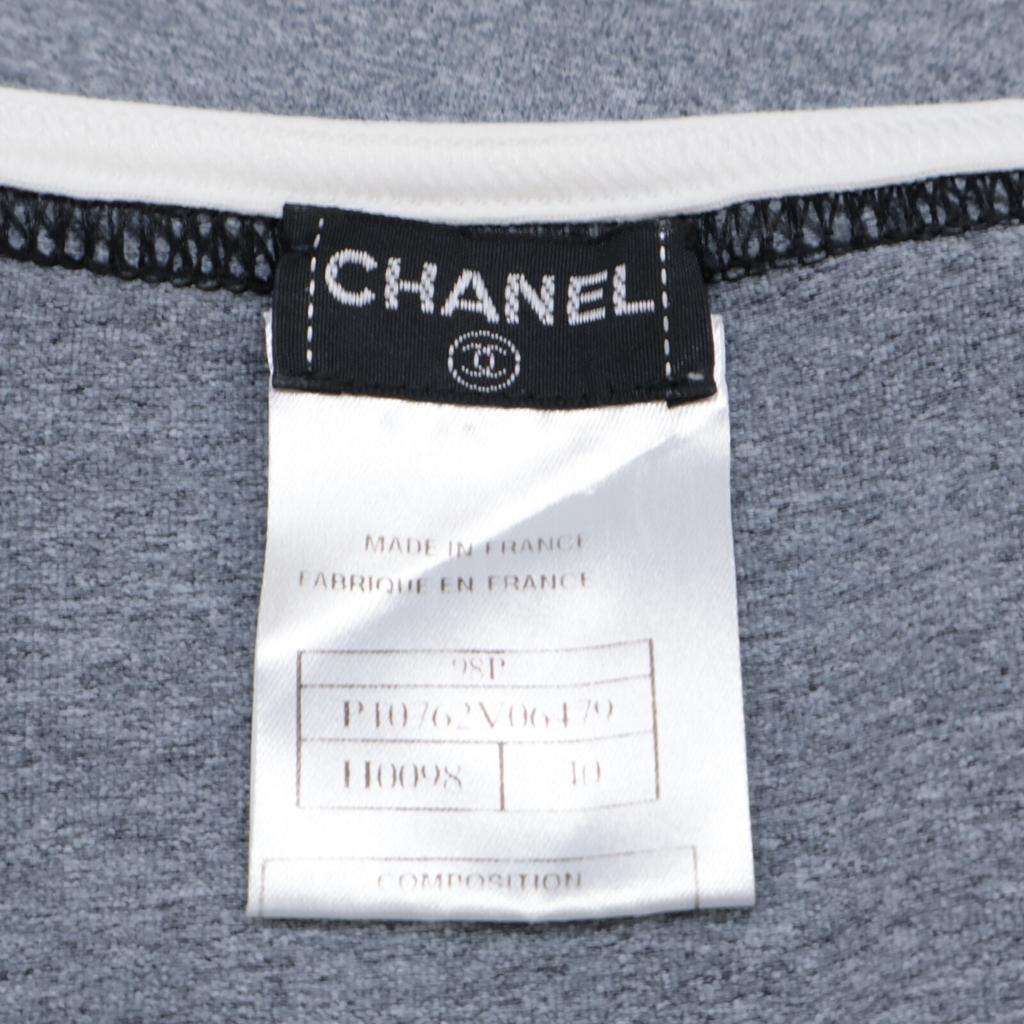 CHANEL
MADE IN FRANCE
FABRIQUE EN FRANCE
98P
P10762V06479
H0098 40
COMPOSITION